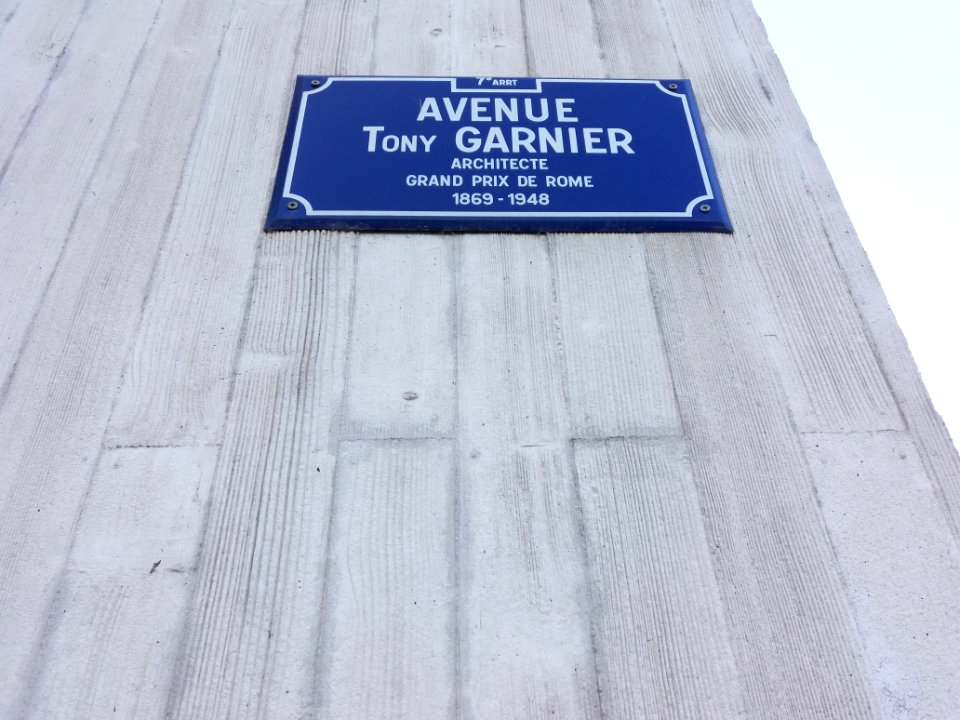 7e ARRT
AVENUE
TONY GARNIER
ARCHITECTE
GRAND PRIX DE ROME
1869 - 1948